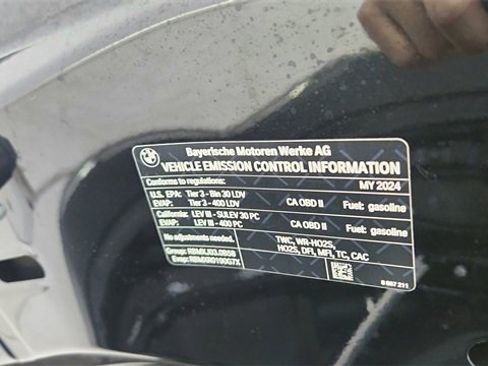 Bayerische Motoren Werke AG
VEHICLE EMISSION CONTROL INFORMATION
Conforms to regulations: MY 2024
U.S. EPA: Tier 3 - Bin 30 LDV CA OBD II Fuel: gasoline
EVAP: Tier 3 - 400 LDV
California: LEV III - SULEV 30 PC CA OBD II Fuel: gasoline
EVAP: LEV III - 400 PC
No adjustments needed. TWC, WR-HO2S,
HO2S, DFI, MFI, TC, CAC
Group:
Evap: